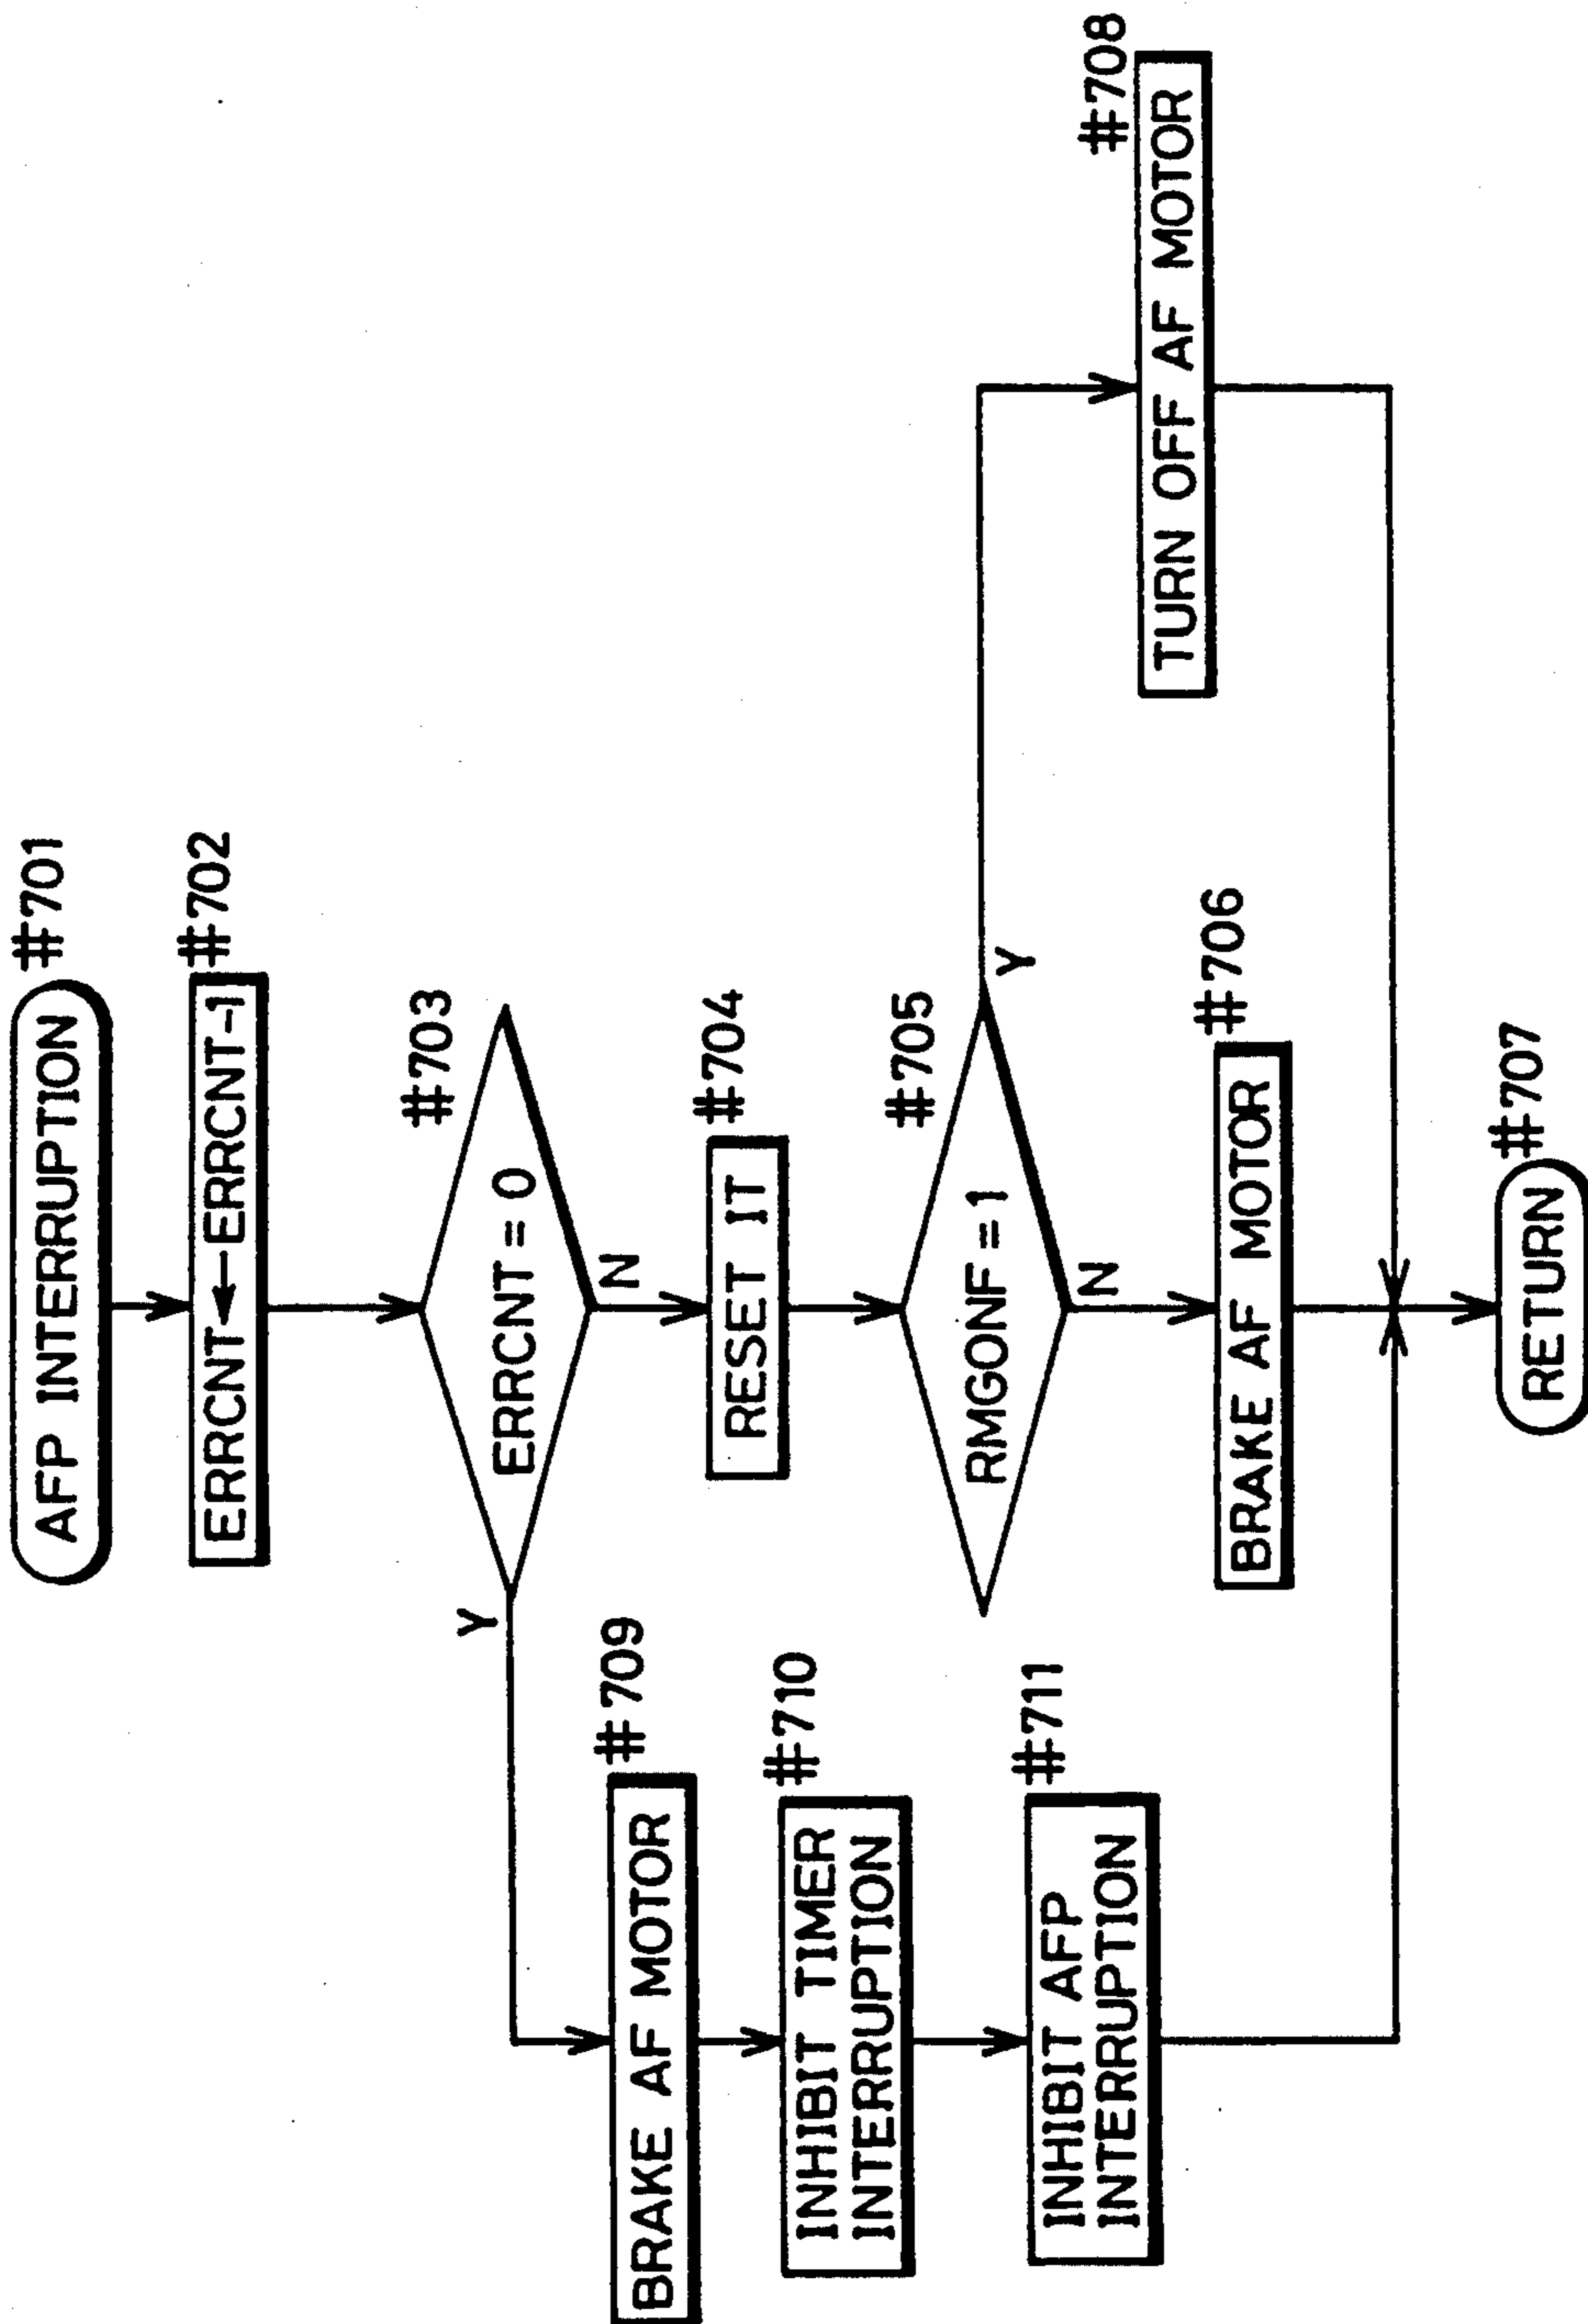 AFP INTERRUPTION #701
ERRCNT←ERRCNT-1 #702
#703
ERRCNT = 0
Y
N
RESET IT #704
#705
RMGONF = 1
Y
N
BRAKE AF MOTOR #706
RETURN #707
TURN OFF AF MOTOR #708
BRAKE AF MOTOR #709
INHIBIT TIMER #710
INTERRUPTION
INHIBIT AFP #711
INTERRUPTION